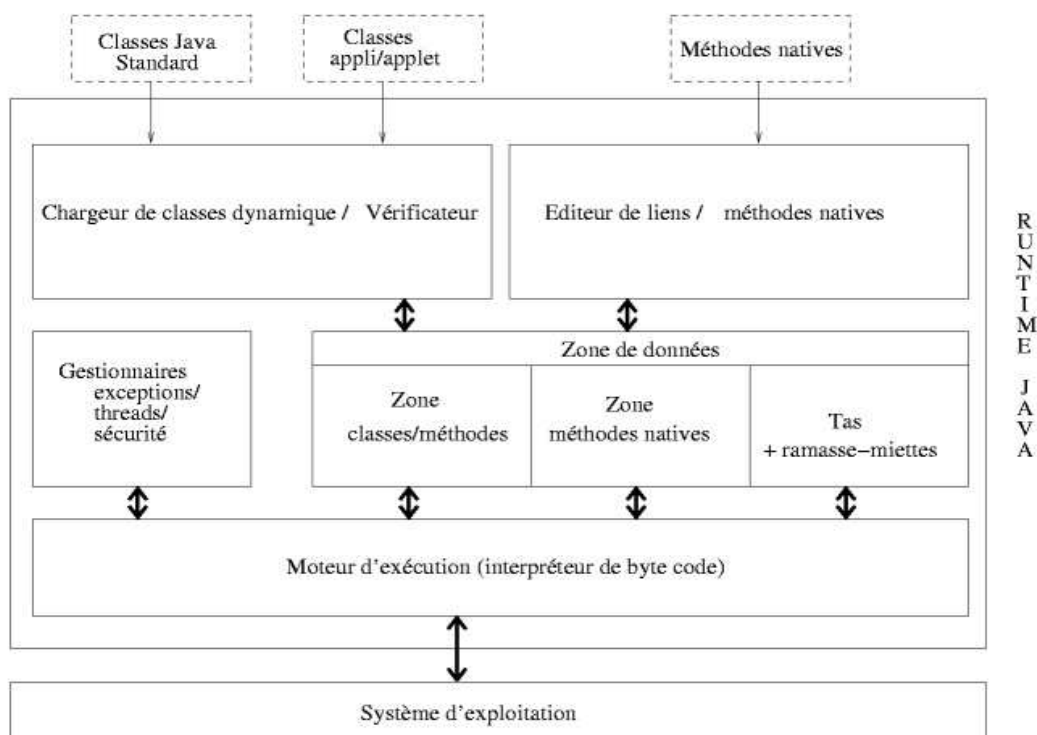 Classes Java
Standard
Classes
appli/applet
Méthodes natives
Chargeur de classes dynamique / Vérificateur
Editeur de liens / méthodes natives
RUNTIME JAVA
Gestionnaires
exceptions/
threads/
sécurité
Zone de données
Zone
classes/méthodes
Zone
méthodes natives
Tas
+ ramasse-miettes
Moteur d'exécution (interpréteur de byte code)
Système d'exploitation